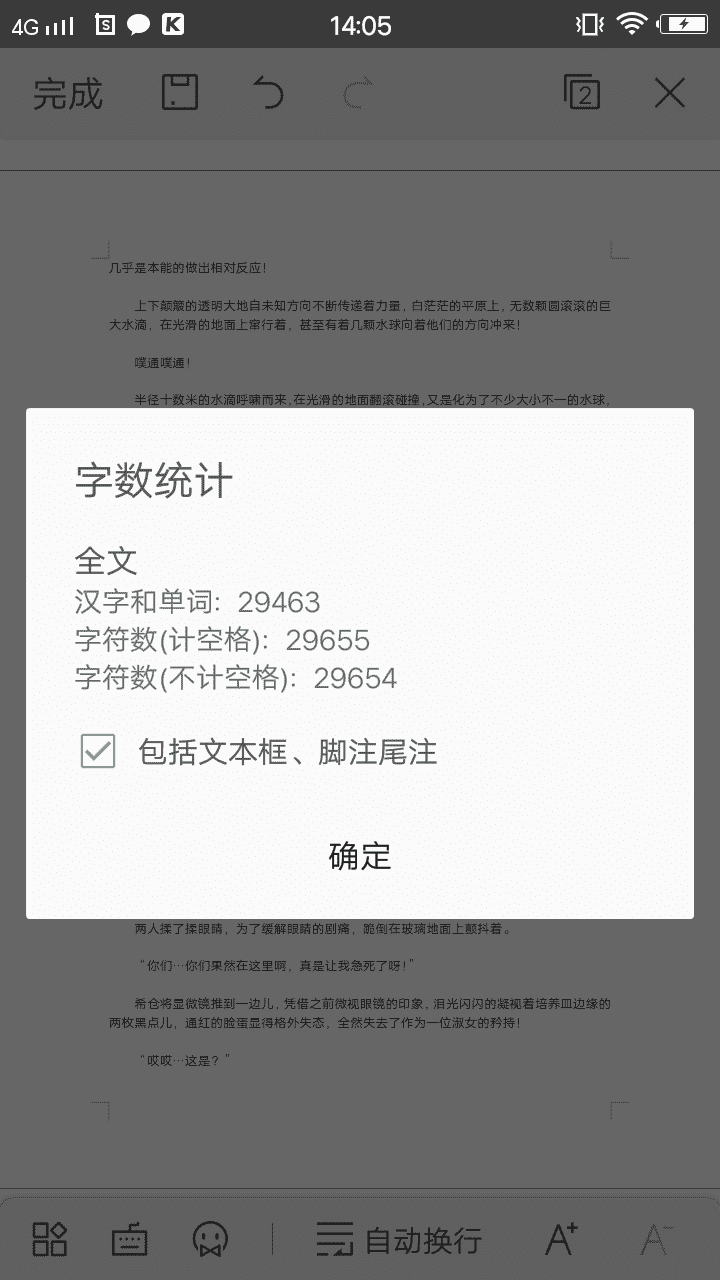 4G 14:05
完成 2
几乎是本能的做出相对反应！
上下颠簸的透明大地自未知方向不断传递着力量，白茫茫的平原上，无数颗圆滚滚的巨
大水滴，在光滑的地面上窜行着，甚至有着几颗水球向着他们的方向冲来！
噗通噗通！
半径十数米的水滴呼啸而来，在光滑的地面翻滚碰撞，又是化为了不少大小不一的水球，
字数统计
全文
汉字和单词: 29463
字符数(计空格): 29655
字符数(不计空格): 29654
包括文本框、脚注尾注
确定
两人揉了揉眼睛，为了缓解眼睛的剧痛，跪倒在玻璃地面上颤抖着。
“你们…你们果然在这里啊，真是让我急死了呀！”
希仓将显微镜推到一边儿，凭借之前微视眼镜的印象，泪光闪闪的凝视着培养皿边缘的
两枚黑点儿，通红的脸蛋显得格外失态，全然失去了作为一位淑女的矜持！
“哎哎…这是？”
自动换行 A+ A-